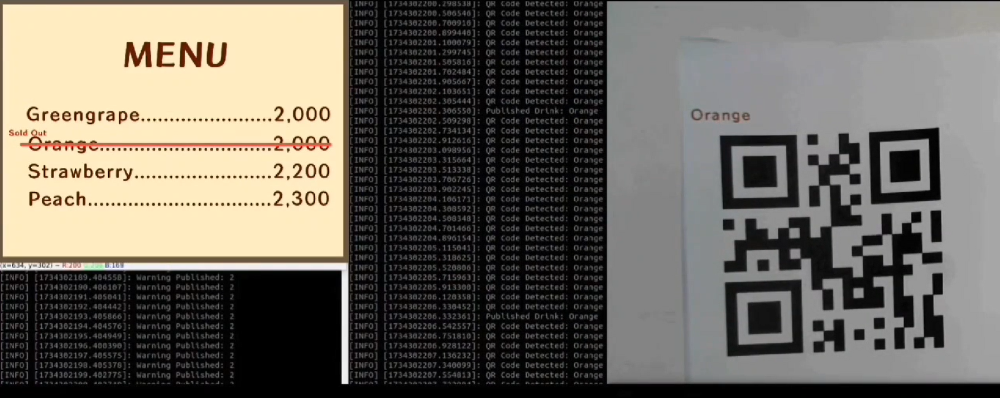 MENU
Greengrape.......................2,000
Sold Out
Orange..............................2,000
Strawberry.......................2,200
Peach...............................2,300
(x=634, y=302) ~ R:200 B:168
[INFO] [1734302189.404558]: Warning Published: 2
[INFO] [1734302190.406107]: Warning Published: 2
[INFO] [1734302191.405041]: Warning Published: 2
[INFO] [1734302192.404442]: Warning Published: 2
[INFO] [1734302193.405866]: Warning Published: 2
[INFO] [1734302194.404576]: Warning Published: 2
[INFO] [1734302195.404949]: Warning Published: 2
[INFO] [1734302196.400390]: Warning Published: 2
[INFO] [1734302197.405575]: Warning Published: 2
[INFO] [1734302198.405378]: Warning Published: 2
[INFO] [1734302199.402775]: Warning Published: 2
[INFO] [1734302200.298538]: QR Code Detected: Orange
[INFO] [1734302200.506546]: QR Code Detected: Orange
[INFO] [1734302200.700910]: QR Code Detected: Orange
[INFO] [1734302200.899440]: QR Code Detected: Orange
[INFO] [1734302201.100079]: QR Code Detected: Orange
[INFO] [1734302201.299745]: QR Code Detected: Orange
[INFO] [1734302201.505816]: QR Code Detected: Orange
[INFO] [1734302201.702484]: QR Code Detected: Orange
[INFO] [1734302201.905667]: QR Code Detected: Orange
[INFO] [1734302202.103651]: QR Code Detected: Orange
[INFO] [1734302202.305444]: QR Code Detected: Orange
[INFO] [1734302202.306550]: Published Drink: Orange
[INFO] [1734302202.509298]: QR Code Detected: Orange
[INFO] [1734302202.734134]: QR Code Detected: Orange
[INFO] [1734302202.912616]: QR Code Detected: Orange
[INFO] [1734302203.098956]: QR Code Detected: Orange
[INFO] [1734302203.315664]: QR Code Detected: Orange
[INFO] [1734302203.513338]: QR Code Detected: Orange
[INFO] [1734302203.706726]: QR Code Detected: Orange
[INFO] [1734302203.902245]: QR Code Detected: Orange
[INFO] [1734302204.106171]: QR Code Detected: Orange
[INFO] [1734302204.308592]: QR Code Detected: Orange
[INFO] [1734302204.508348]: QR Code Detected: Orange
[INFO] [1734302204.701466]: QR Code Detected: Orange
[INFO] [1734302204.896154]: QR Code Detected: Orange
[INFO] [1734302205.115041]: QR Code Detected: Orange
[INFO] [1734302205.318625]: QR Code Detected: Orange
[INFO] [1734302205.520806]: QR Code Detected: Orange
[INFO] [1734302205.715963]: QR Code Detected: Orange
[INFO] [1734302205.913300]: QR Code Detected: Orange
[INFO] [1734302206.120358]: QR Code Detected: Orange
[INFO] [1734302206.330452]: QR Code Detected: Orange
[INFO] [1734302206.332361]: Published Drink: Orange
[INFO] [1734302206.542557]: QR Code Detected: Orange
[INFO] [1734302206.751810]: QR Code Detected: Orange
[INFO] [1734302206.928122]: QR Code Detected: Orange
[INFO] [1734302207.136232]: QR Code Detected: Orange
[INFO] [1734302207.340099]: QR Code Detected: Orange
[INFO] [1734302207.554813]: QR Code Detected: Orange
Orange